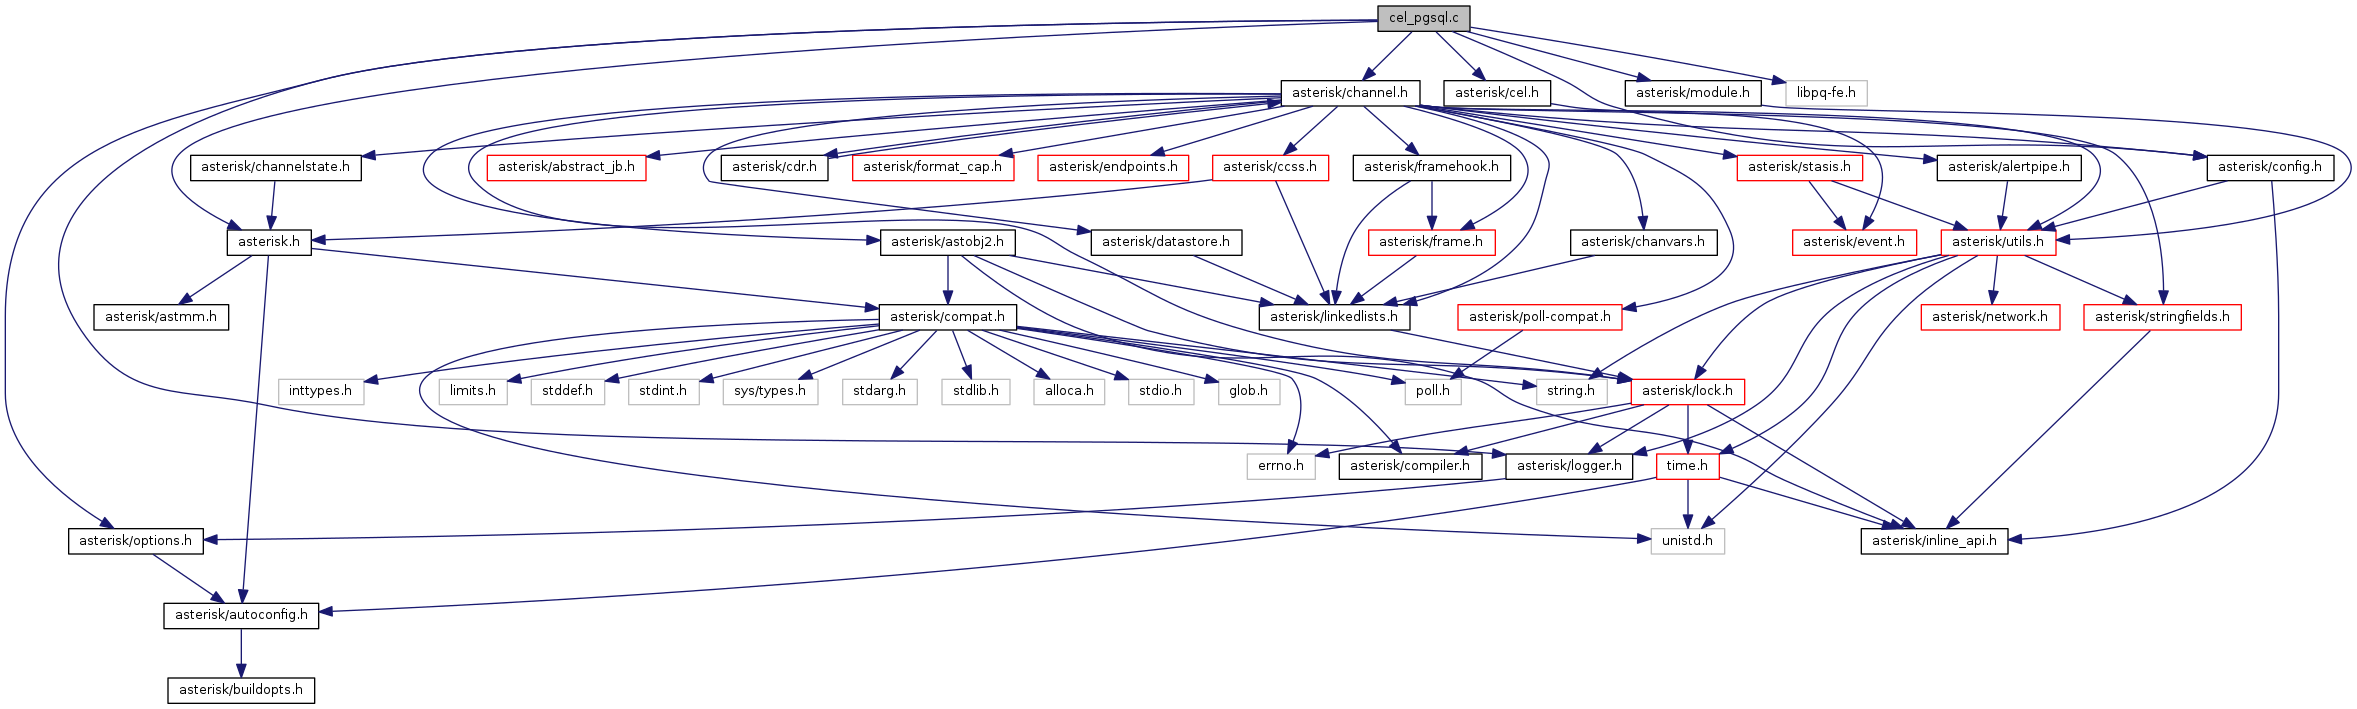 cel_pgsql.c
asterisk/channel.h
asterisk/cel.h
asterisk/module.h
libpq-fe.h
asterisk/channelstate.h
asterisk/abstract_jb.h
asterisk/cdr.h
asterisk/format_cap.h
asterisk/endpoints.h
asterisk/ccss.h
asterisk/framehook.h
asterisk/stasis.h
asterisk/alertpipe.h
asterisk/config.h
asterisk.h
asterisk/astobj2.h
asterisk/datastore.h
asterisk/frame.h
asterisk/chanvars.h
asterisk/event.h
asterisk/utils.h
asterisk/astmm.h
asterisk/compat.h
asterisk/linkedlists.h
asterisk/poll-compat.h
asterisk/network.h
asterisk/stringfields.h
inttypes.h
limits.h
stddef.h
stdint.h
sys/types.h
stdarg.h
stdlib.h
alloca.h
stdio.h
glob.h
poll.h
string.h
asterisk/lock.h
errno.h
asterisk/compiler.h
asterisk/logger.h
time.h
asterisk/options.h
unistd.h
asterisk/inline_api.h
asterisk/autoconfig.h
asterisk/buildopts.h